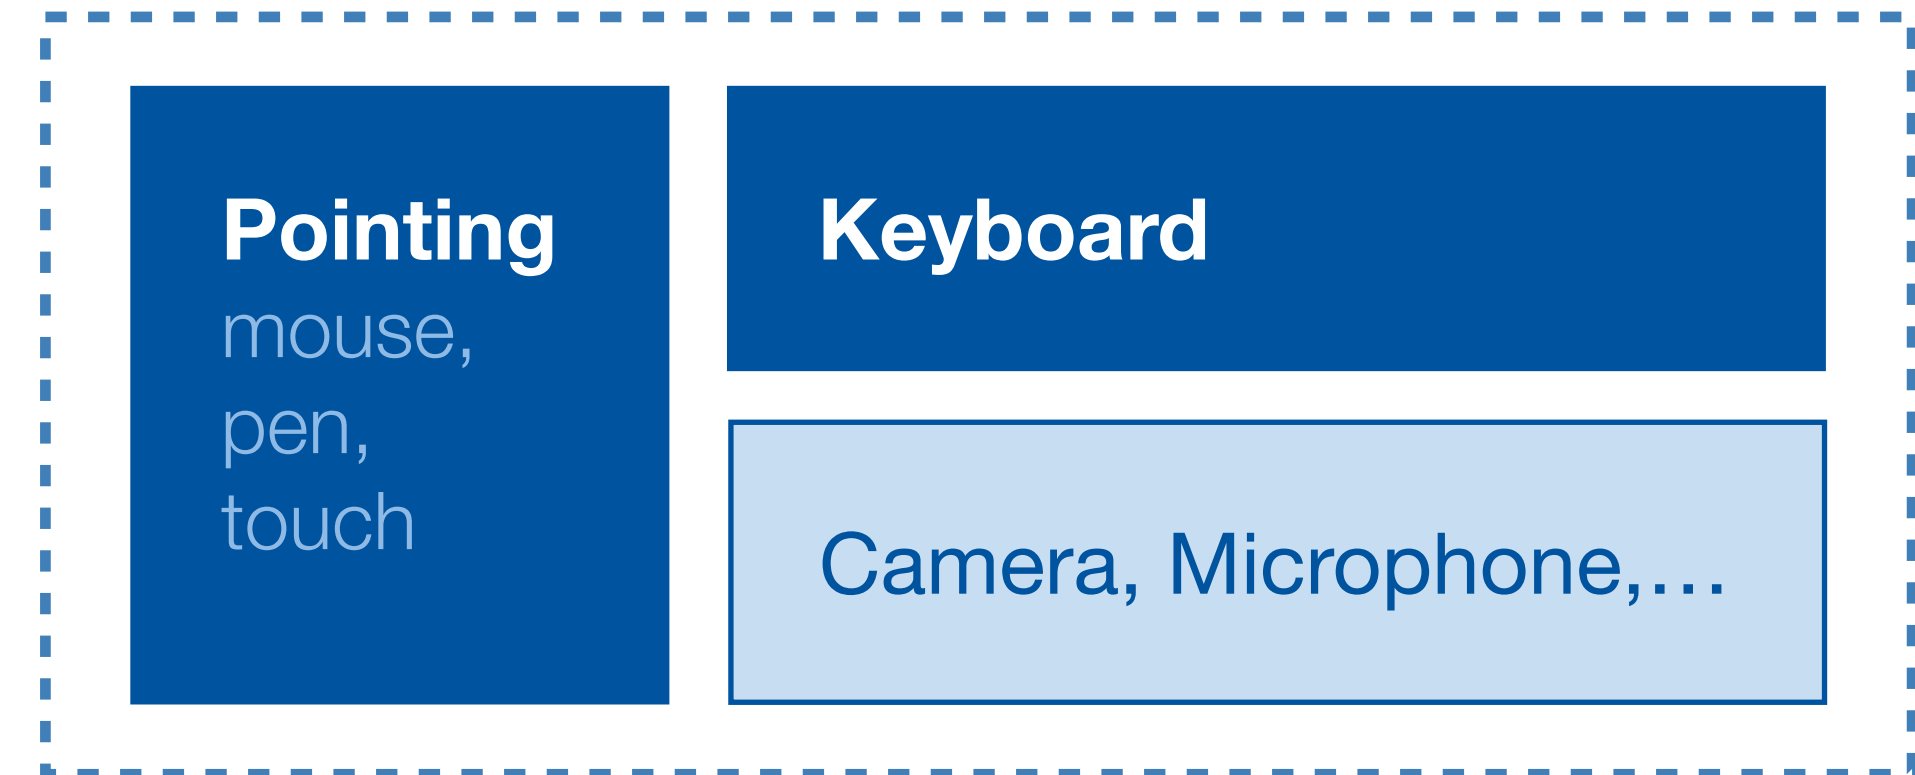 Pointing
mouse,
pen,
touch
Keyboard
Camera, Microphone,…